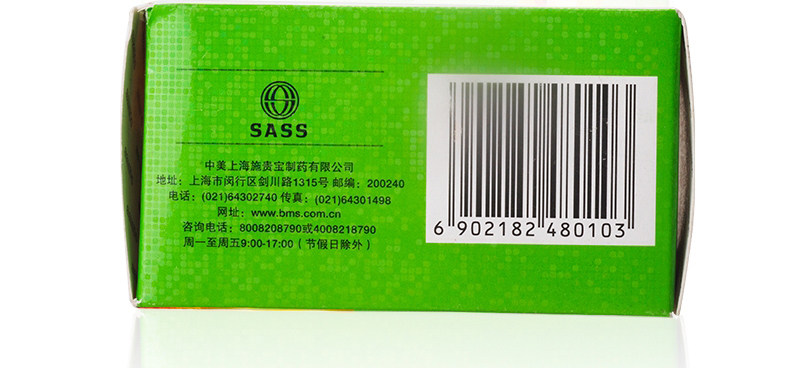 SASS
中美上海施贵宝制药有限公司
地址：上海市闵行区剑川路1315号 邮编：200240
电话：(021)64302740 传真：(021)64301498
网址：www.bms.com.cn
咨询电话：8008208790或4008218790
周一至周五9:00-17:00（节假日除外）
6 902182 480103